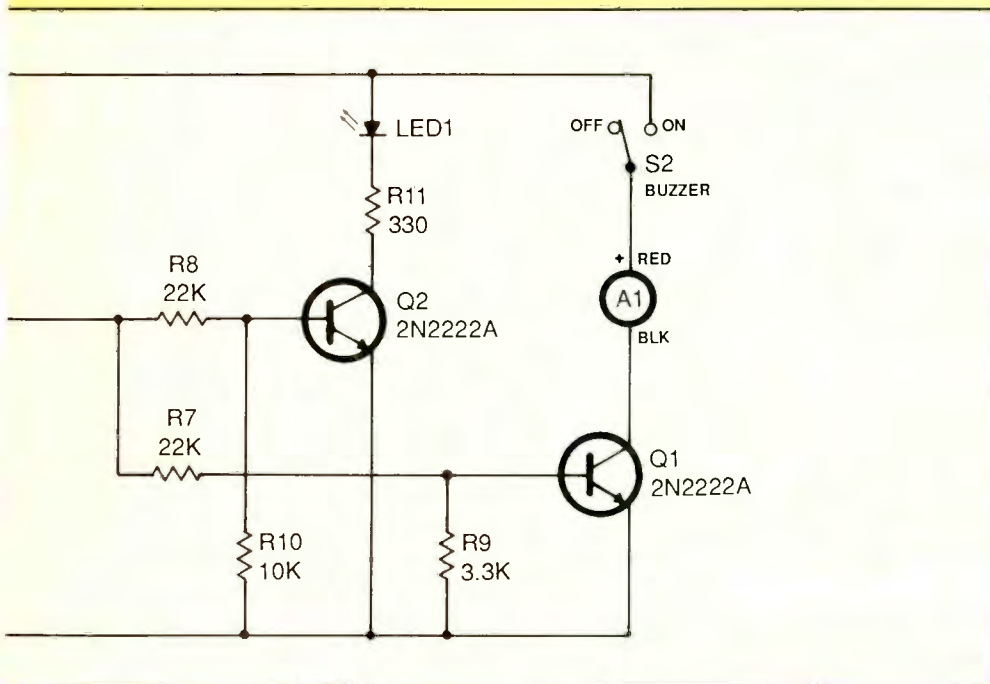 LED1
OFF
ON
S2
BUZZER
R11
330
+ RED
A1
BLK
R8
22K
Q2
2N2222A
R7
22K
Q1
2N2222A
R10
10K
R9
3.3K